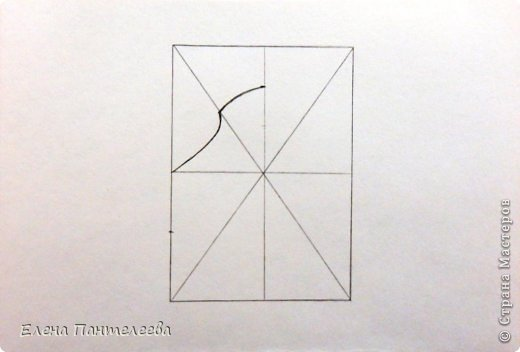 Елена Пантелеева
© Страна Мастеров